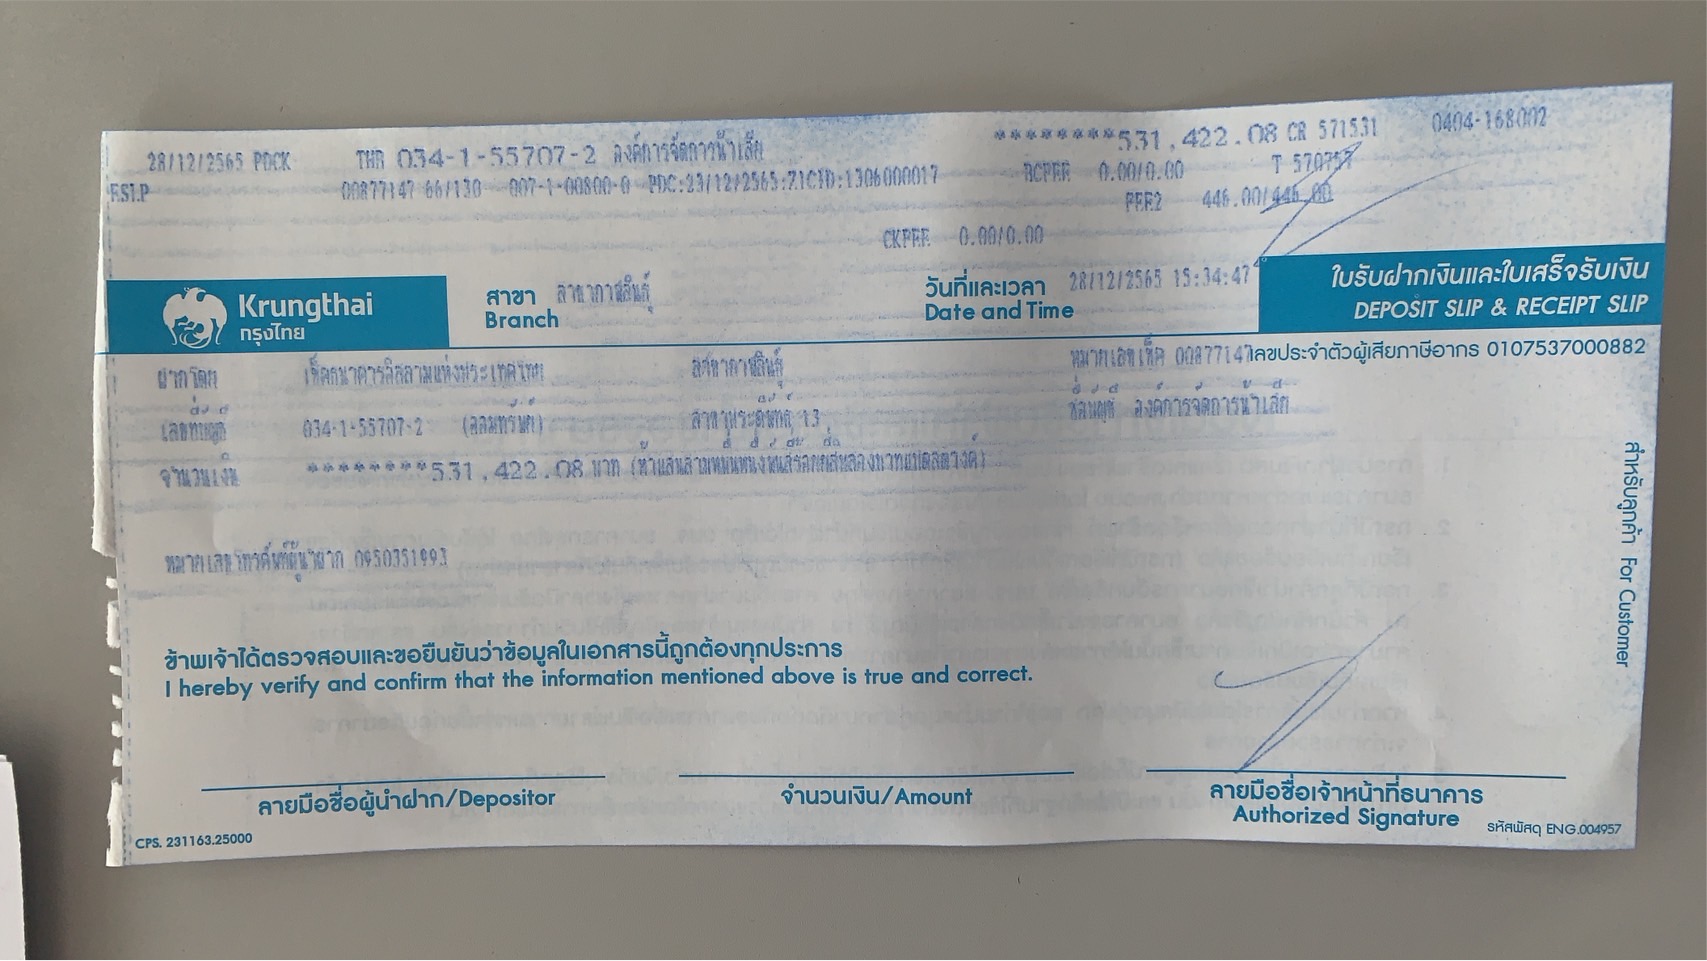 28/12/2565 PDCK THB 034-1-55707-2 องค์การจัดการน้ำเสีย ********531,422.08 CR 571531 0404-168002
00877147 66/130 007-1-00800-0 PDC:29/12/2565:ZICID:1306000017 BCFEE 0.00/0.00 T 570757
FEE2 446.00/446.00
CKFEE 0.00/0.00
Krungthai
กรุงไทย
สาขา สาขากาฬสินธุ์
Branch
วันที่และเวลา 28/12/2565 15:34:47
Date and Time
ใบรับฝากเงินและใบเสร็จรับเงิน
DEPOSIT SLIP & RECEIPT SLIP
ฝากโดย เช็คธนาคารอิสลามแห่งประเทศไทย สาขากาฬสินธุ์ หมายเลขเช็ค 00877147 เลขประจำตัวผู้เสียภาษีอากร 0107537000882
เลขที่บัญชี 034-1-55707-2 (ออมทรัพย์) ชื่อบัญชี องค์การจัดการน้ำเสีย
จำนวนเงิน ********531,422.08 บาท (ห้าแสนสามหมื่นหนึ่งพันสี่ร้อยยี่สิบสองบาทแปดสตางค์)
หมายเลขโทรศัพท์ผู้นำฝาก 0950351993
สำหรับลูกค้า For Customer
ข้าพเจ้าได้ตรวจสอบและขอยืนยันว่าข้อมูลในเอกสารนี้ถูกต้องทุกประการ
I hereby verify and confirm that the information mentioned above is true and correct.
ลายมือชื่อผู้นำฝาก/Depositor
จำนวนเงิน/Amount
ลายมือชื่อเจ้าหน้าที่ธนาคาร
Authorized Signature
CPS. 231163.25000
รหัสพัสดุ ENG.004957